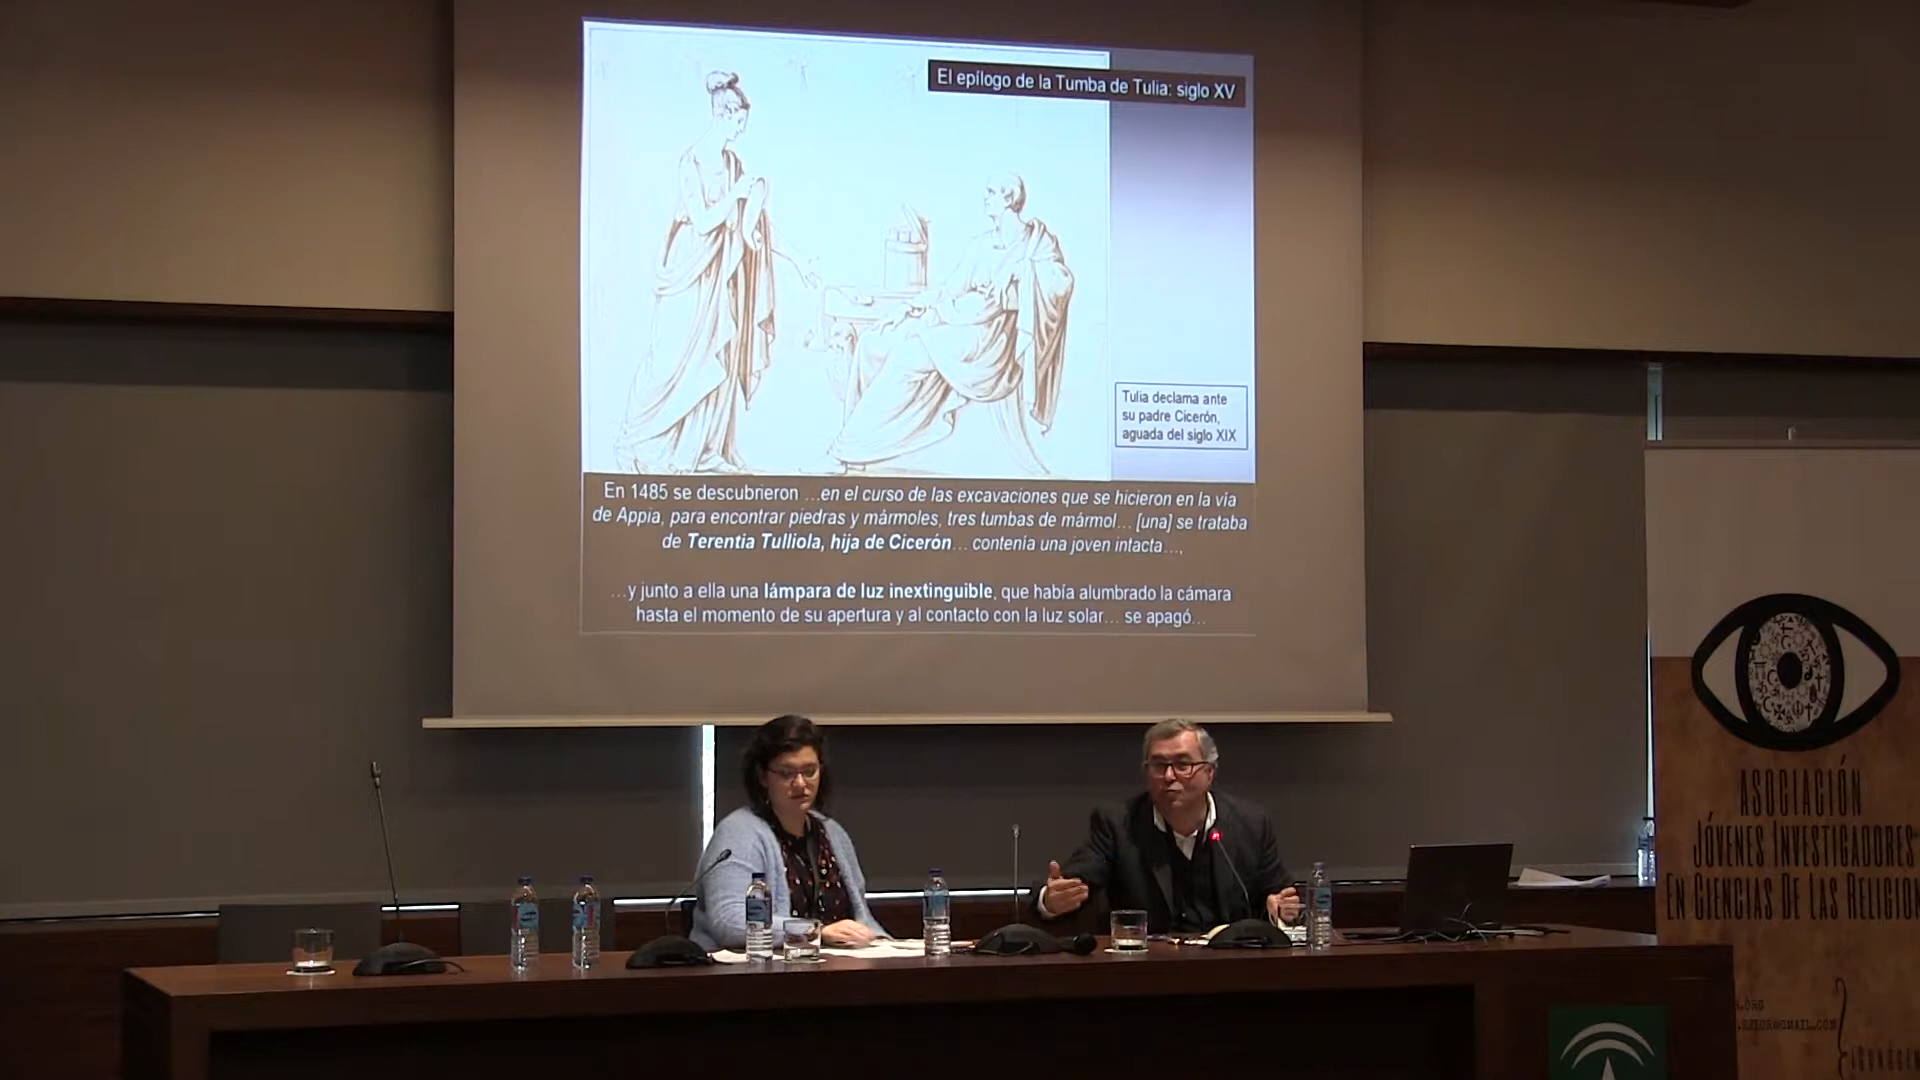 El epílogo de la Tumba de Tulia: siglo XV
Tulia declama ante
su padre Cicerón,
aguada del siglo XIX
En 1485 se descubrieron …en el curso de las excavaciones que se hicieron en la via
de Appia, para encontrar piedras y mármoles, tres tumbas de mármol… [una] se trataba
de Terentia Tulliola, hija de Cicerón… contenía una joven intacta…,
…y junto a ella una lámpara de luz inextinguible, que había alumbrado la cámara
hasta el momento de su apertura y al contacto con la luz solar… se apagó…
ASOCIACIÓN
JÓVENES INVESTIGADORES
EN CIENCIAS DE LAS RELIGION